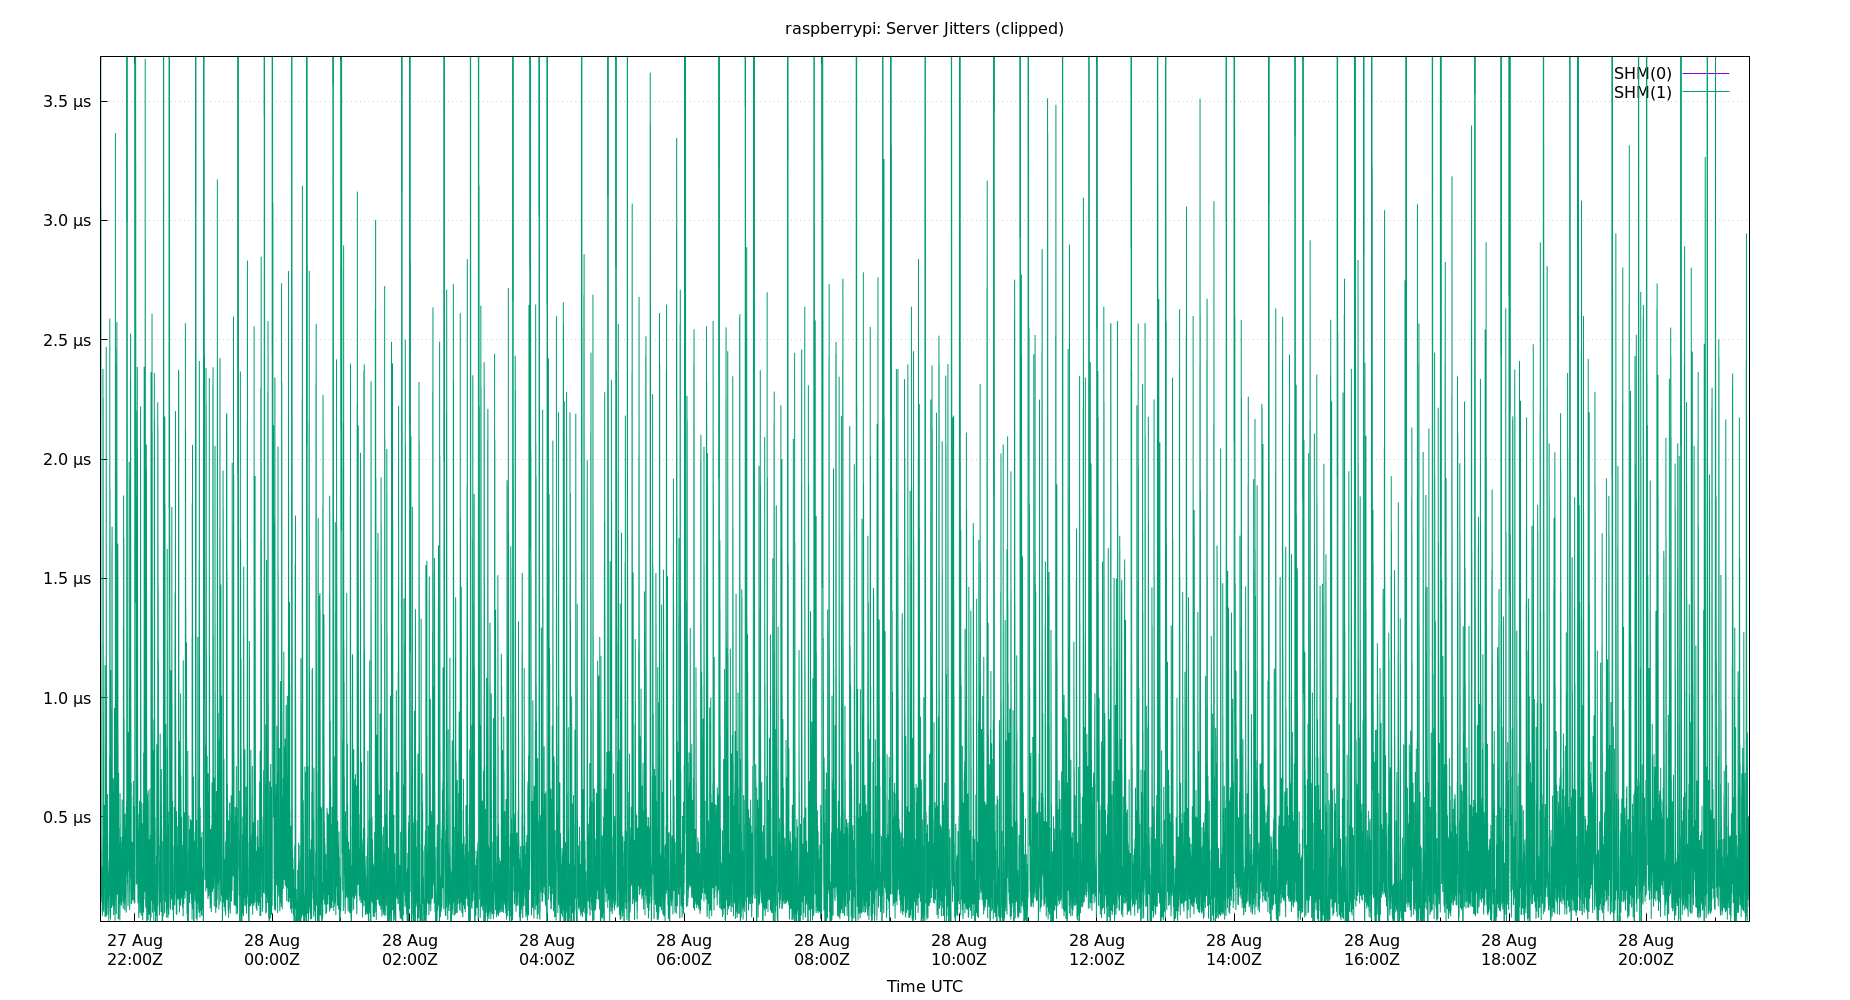 raspberrypi: Server Jitters (clipped)
SHM(0)
SHM(1)
3.5 µs
3.0 µs
2.5 µs
2.0 µs
1.5 µs
1.0 µs
0.5 µs
27 Aug 28 Aug 28 Aug 28 Aug 28 Aug 28 Aug 28 Aug 28 Aug 28 Aug 28 Aug 28 Aug 28 Aug
22:00Z 00:00Z 02:00Z 04:00Z 06:00Z 08:00Z 10:00Z 12:00Z 14:00Z 16:00Z 18:00Z 20:00Z
Time UTC